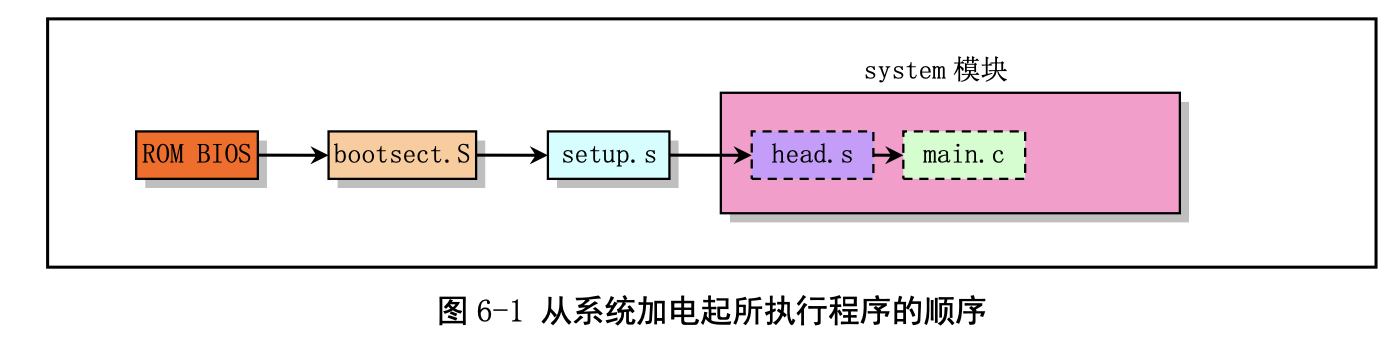 system 模块
ROM BIOS
bootsect.S
setup.s
head.s
main.c
图 6-1 从系统加电起所执行程序的顺序